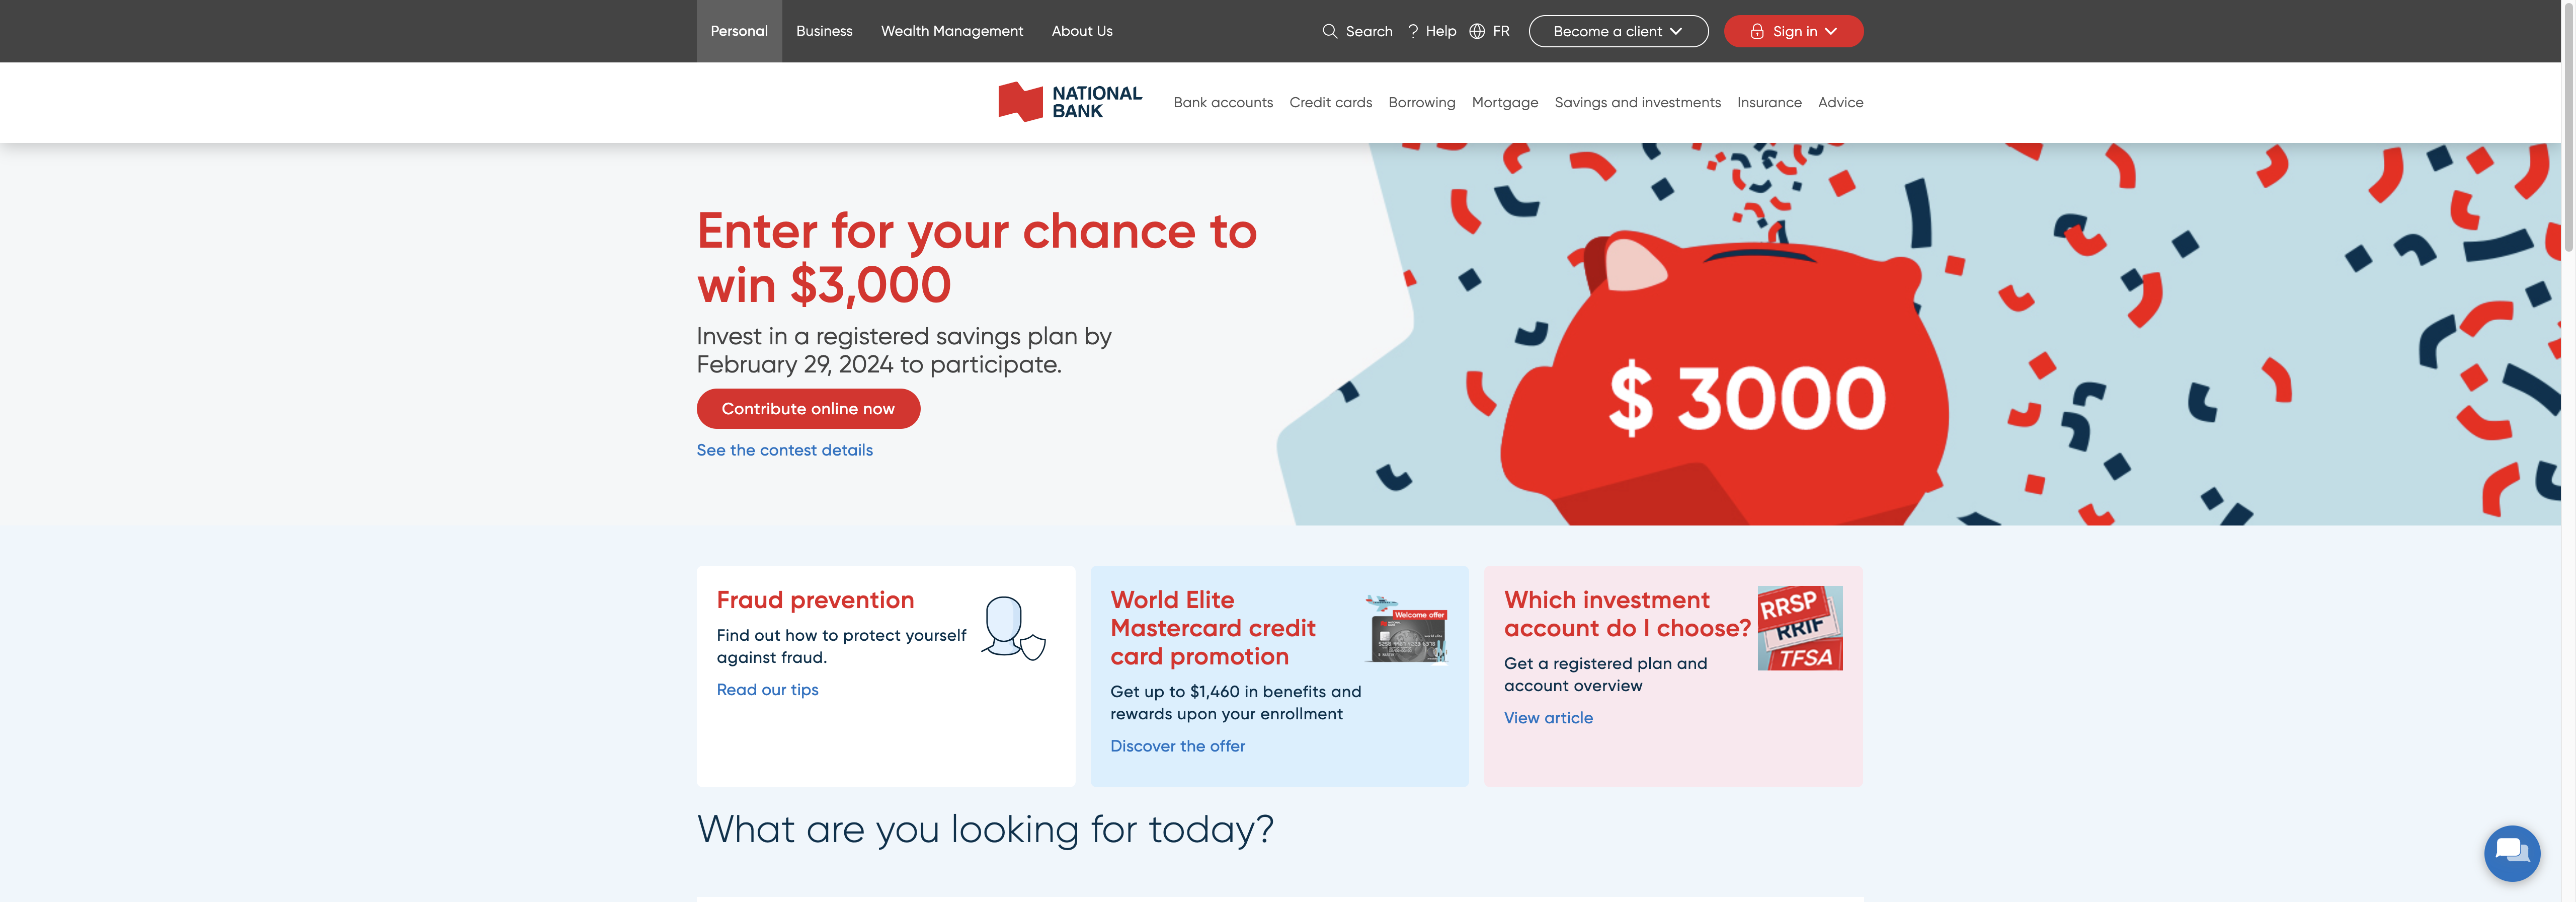 Personal
Business
Wealth Management
About Us
Search
? Help
FR
Become a client
Sign in
NATIONAL
BANK
Bank accounts
Credit cards
Borrowing
Mortgage
Savings and investments
Insurance
Advice
Enter for your chance to
win $3,000
Invest in a registered savings plan by
February 29, 2024 to participate.
Contribute online now
See the contest details
$ 3000
Fraud prevention
Find out how to protect yourself
against fraud.
Read our tips
World Elite
Mastercard credit
card promotion
Welcome offer
Get up to $1,460 in benefits and
rewards upon your enrollment
Discover the offer
Which investment
account do I choose?
RRSP
RRIF
TFSA
Get a registered plan and
account overview
View article
What are you looking for today?